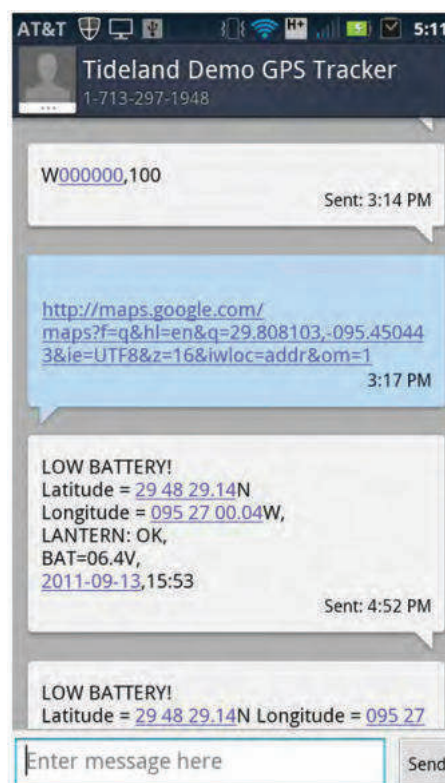 AT&T H+ 5:11
Tideland Demo GPS Tracker
1-713-297-1948
W000000,100
Sent: 3:14 PM
http://maps.google.com/
maps?f=q&hl=en&q=29.808103,-095.45044
3&ie=UTF8&z=16&iwloc=addr&om=1
3:17 PM
LOW BATTERY!
Latitude = 29 48 29.14N
Longitude = 095 27 00.04W,
LANTERN: OK,
BAT=06.4V,
2011-09-13,15:53
Sent: 4:52 PM
LOW BATTERY!
Latitude = 29 48 29.14N Longitude = 095 27
Enter message here
Send